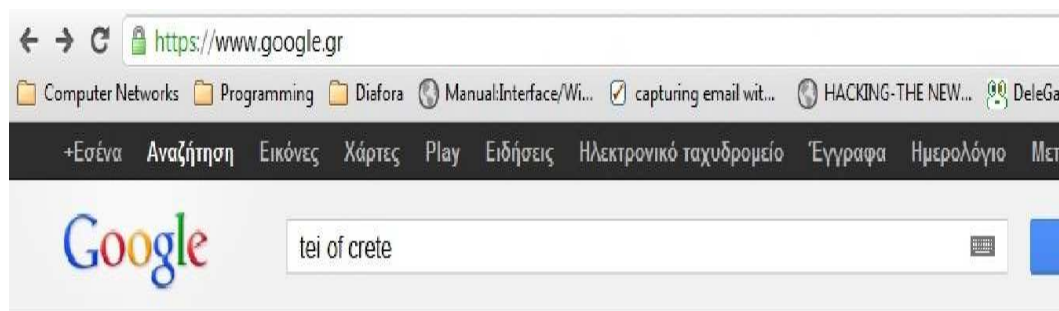 https://www.google.gr
Computer Networks Programming Diafora Manual:Interface/Wi... capturing email wit... HACKING-THE NEW... DeleGa
+Εσένα Αναζήτηση Εικόνες Χάρτες Play Ειδήσεις Ηλεκτρονικό ταχυδρομείο Έγγραφα Ημερολόγιο Μετ
Google tei of crete